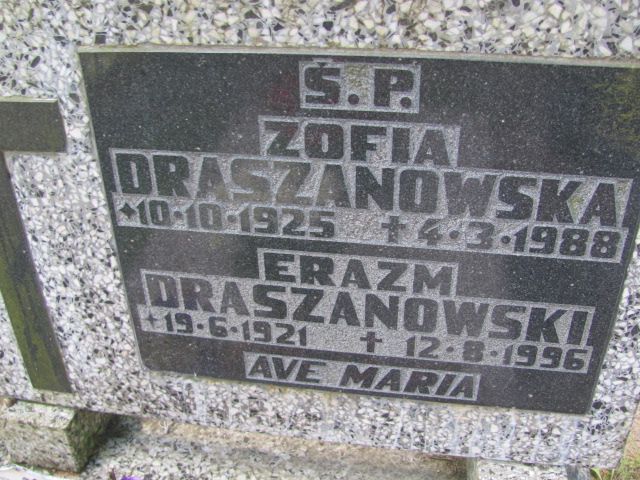 Ś.P.
ZOFIA
DRASZANOWSKA
*10·10·1925 †4·3·1988
ERAZM
DRASZANOWSKI
*19·6·1921 †12·8·1996
AVE MARIA